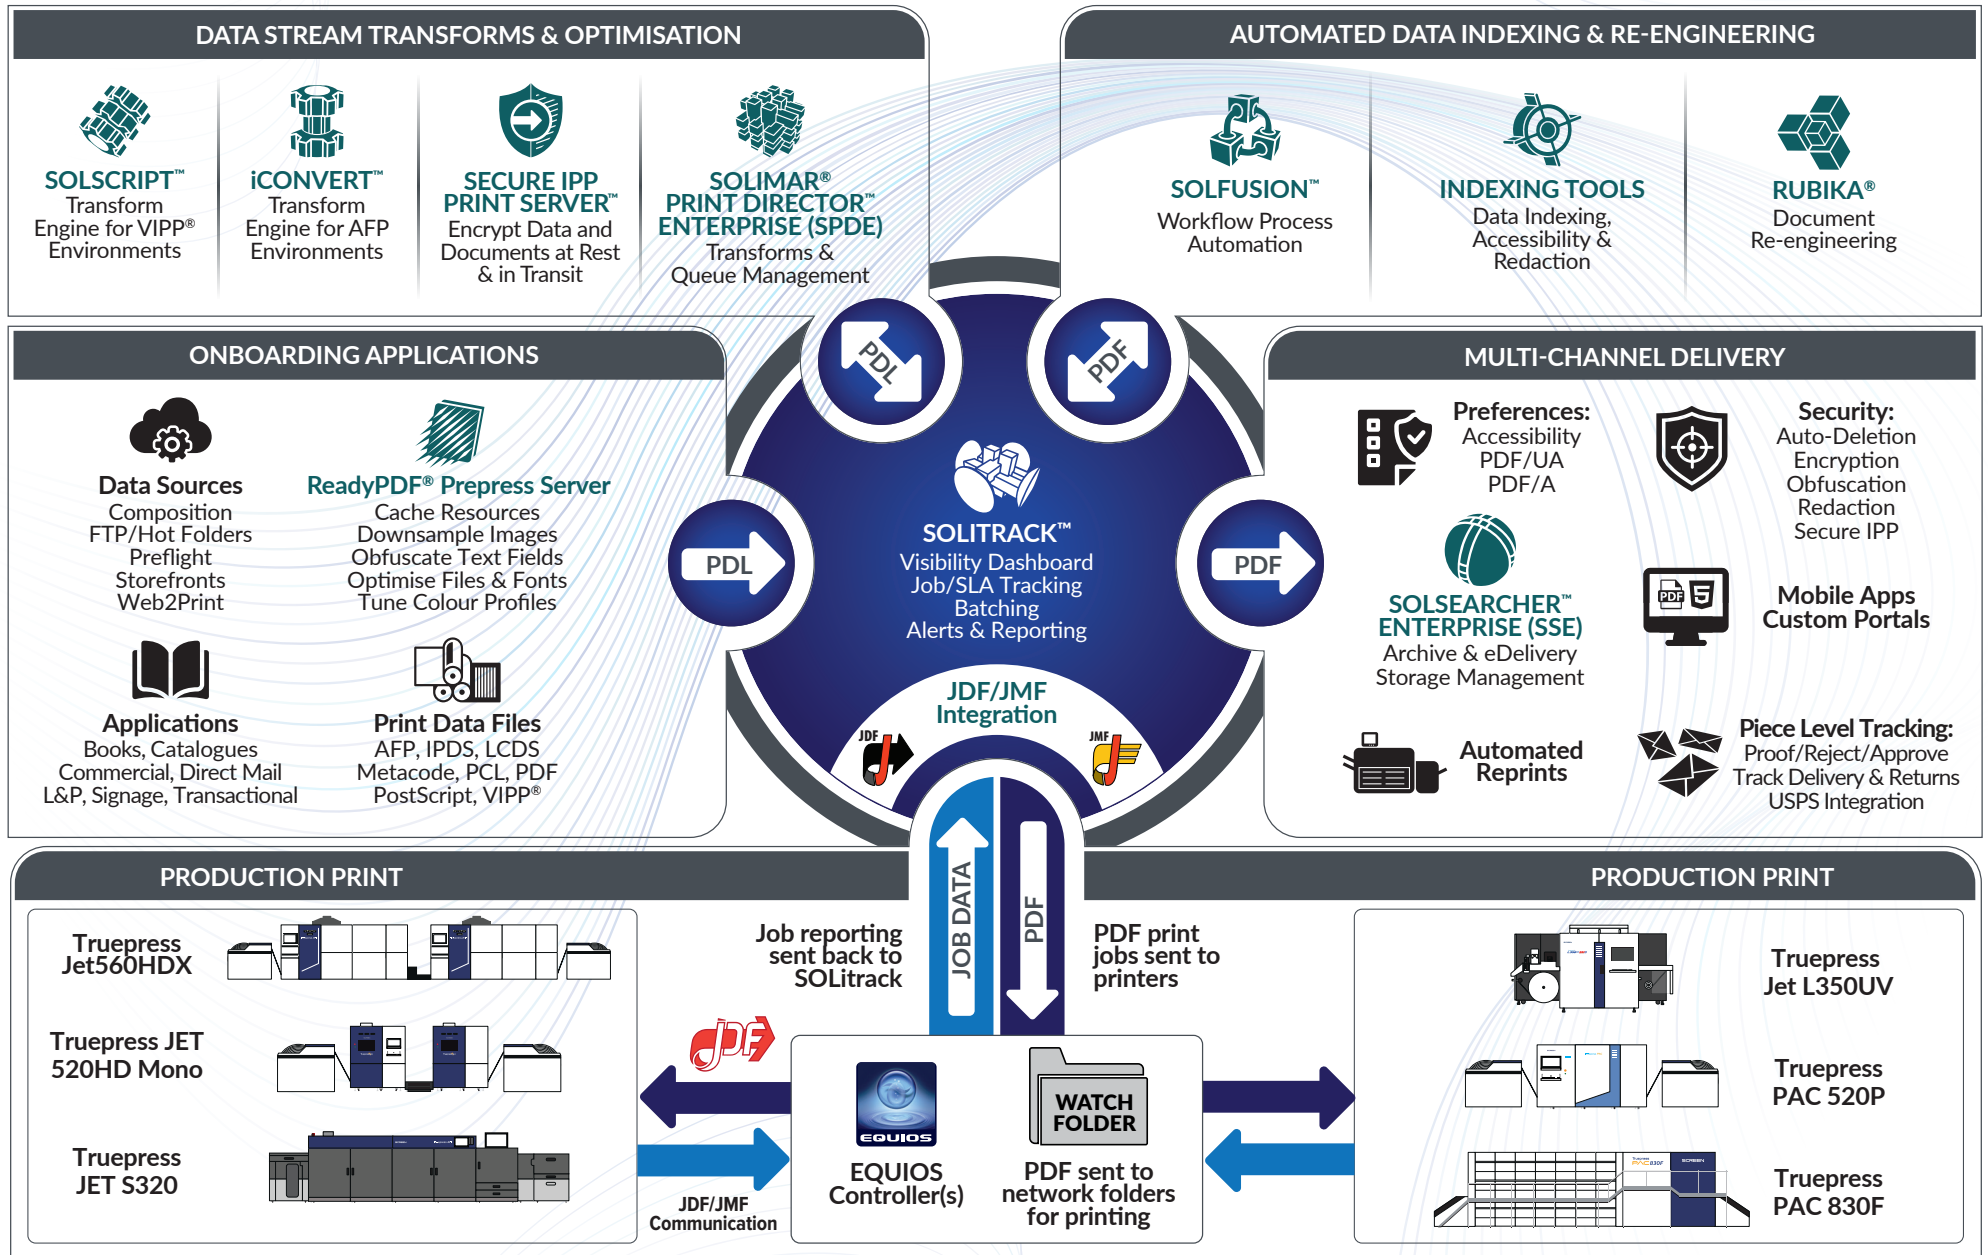 DATA STREAM TRANSFORMS & OPTIMISATION
SOLSCRIPT™
Transform
Engine for VIPP®
Environments
iCONVERT™
Transform
Engine for AFP
Environments
SECURE IPP
PRINT SERVER™
Encrypt Data and
Documents at Rest
& in Transit
SOLIMAR®
PRINT DIRECTOR™
ENTERPRISE (SPDE)
Transforms &
Queue Management
AUTOMATED DATA INDEXING & RE-ENGINEERING
SOLFUSION™
Workflow Process
Automation
INDEXING TOOLS
Data Indexing,
Accessibility &
Redaction
RUBIKA®
Document
Re-engineering
ONBOARDING APPLICATIONS
Data Sources
Composition
FTP/Hot Folders
Preflight
Storefronts
Web2Print
ReadyPDF® Prepress Server
Cache Resources
Downsample Images
Obfuscate Text Fields
Optimise Files & Fonts
Tune Colour Profiles
Applications
Books, Catalogues
Commercial, Direct Mail
L&P, Signage, Transactional
Print Data Files
AFP, IPDS, LCDS
Metacode, PCL, PDF
PostScript, VIPP®
PDL
PDF
PDL
PDF
SOLITRACK™
Visibility Dashboard
Job/SLA Tracking
Batching
Alerts & Reporting
JDF/JMF
Integration
JDF
JMF
MULTI-CHANNEL DELIVERY
Preferences:
Accessibility
PDF/UA
PDF/A
Security:
Auto-Deletion
Encryption
Obfuscation
Redaction
Secure IPP
SOLSEARCHER™
ENTERPRISE (SSE)
Archive & eDelivery
Storage Management
PDF
5
Mobile Apps
Custom Portals
Automated
Reprints
Piece Level Tracking:
Proof/Reject/Approve
Track Delivery & Returns
USPS Integration
PRODUCTION PRINT
Truepress
Jet560HDX
Truepress JET
520HD Mono
Truepress
JET S320
Job reporting
sent back to
SOLitrack
JOB DATA
PDF
PDF print
jobs sent to
printers
JDF
JDF/JMF
Communication
EQUIOS
EQUIOS
Controller(s)
WATCH
FOLDER
PDF sent to
network folders
for printing
PRODUCTION PRINT
Truepress
Jet L350UV
Truepress
PAC 520P
Truepress
PAC 830F
SCREEN
Truepress
PAC 830F